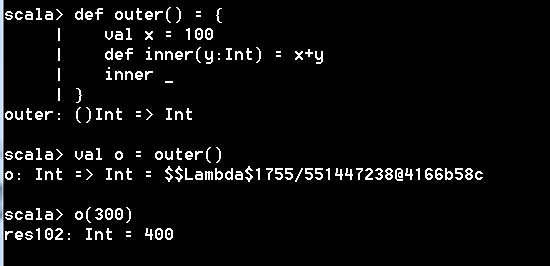 scala> def outer() = {
     |    val x = 100
     |    def inner(y:Int) = x+y
     |    inner _
     | }
outer: ()Int => Int
scala> val o = outer()
o: Int => Int = $$Lambda$1755/551447238@4166b58c
scala> o(300)
res102: Int = 400